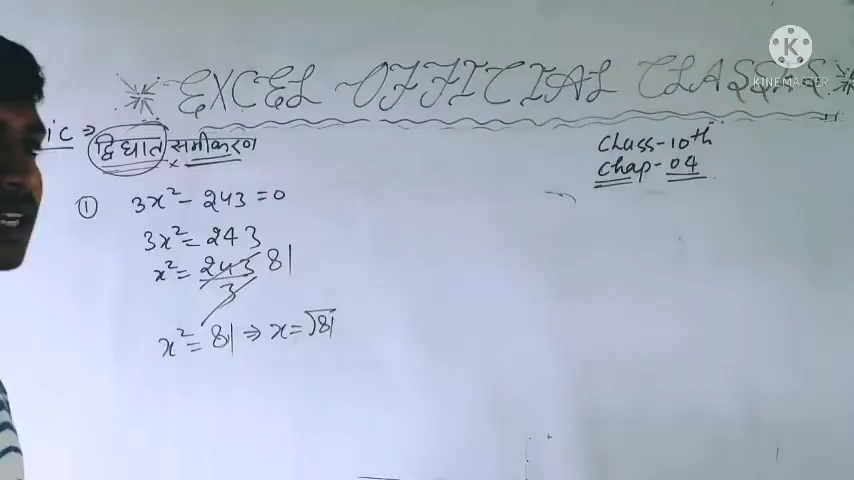 EXCEL OFFICIAL CLASSES
K
KINEMASTER
ic ⇒ द्विघात समीकरण
Class-10th
Chap-04
① 3x² - 243 = 0
3x² = 243
x² = 243/3 81
x² = 81 ⇒ x = √81